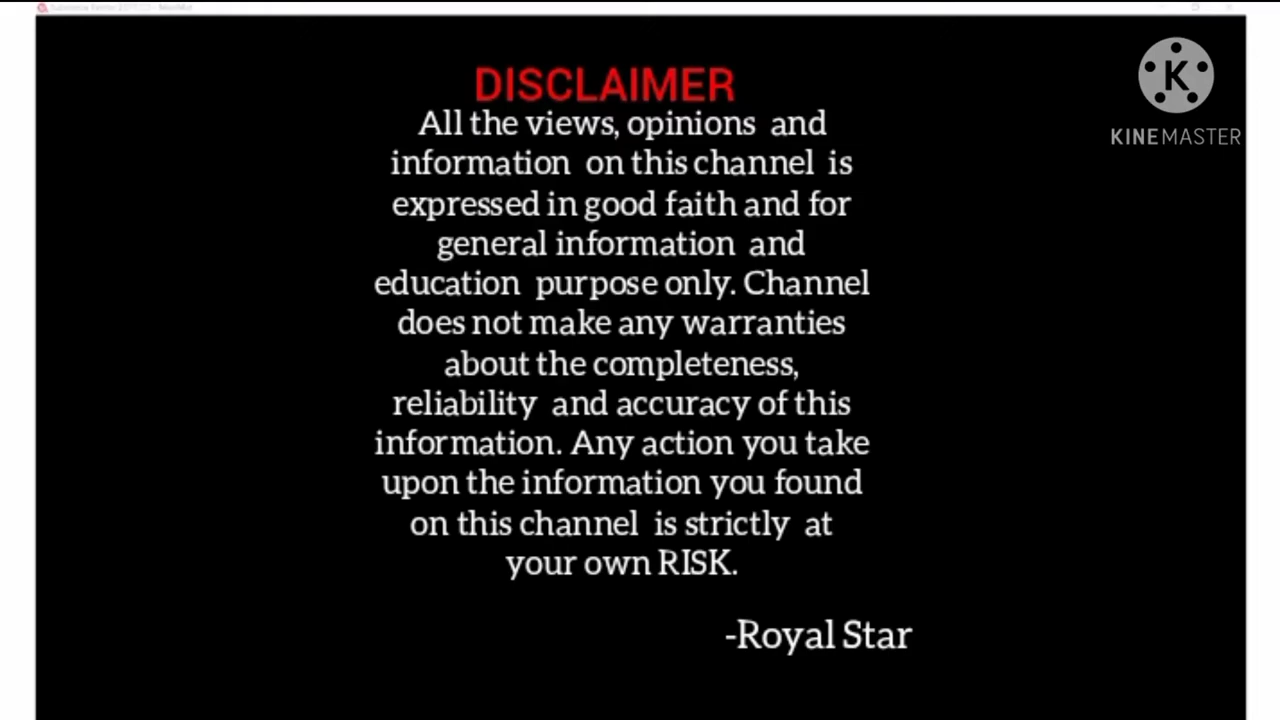 DISCLAIMER
All the views, opinions and
information on this channel is
expressed in good faith and for
general information and
education purpose only. Channel
does not make any warranties
about the completeness,
reliability and accuracy of this
information. Any action you take
upon the information you found
on this channel is strictly at
your own RISK.
-Royal Star
K
KINEMASTER